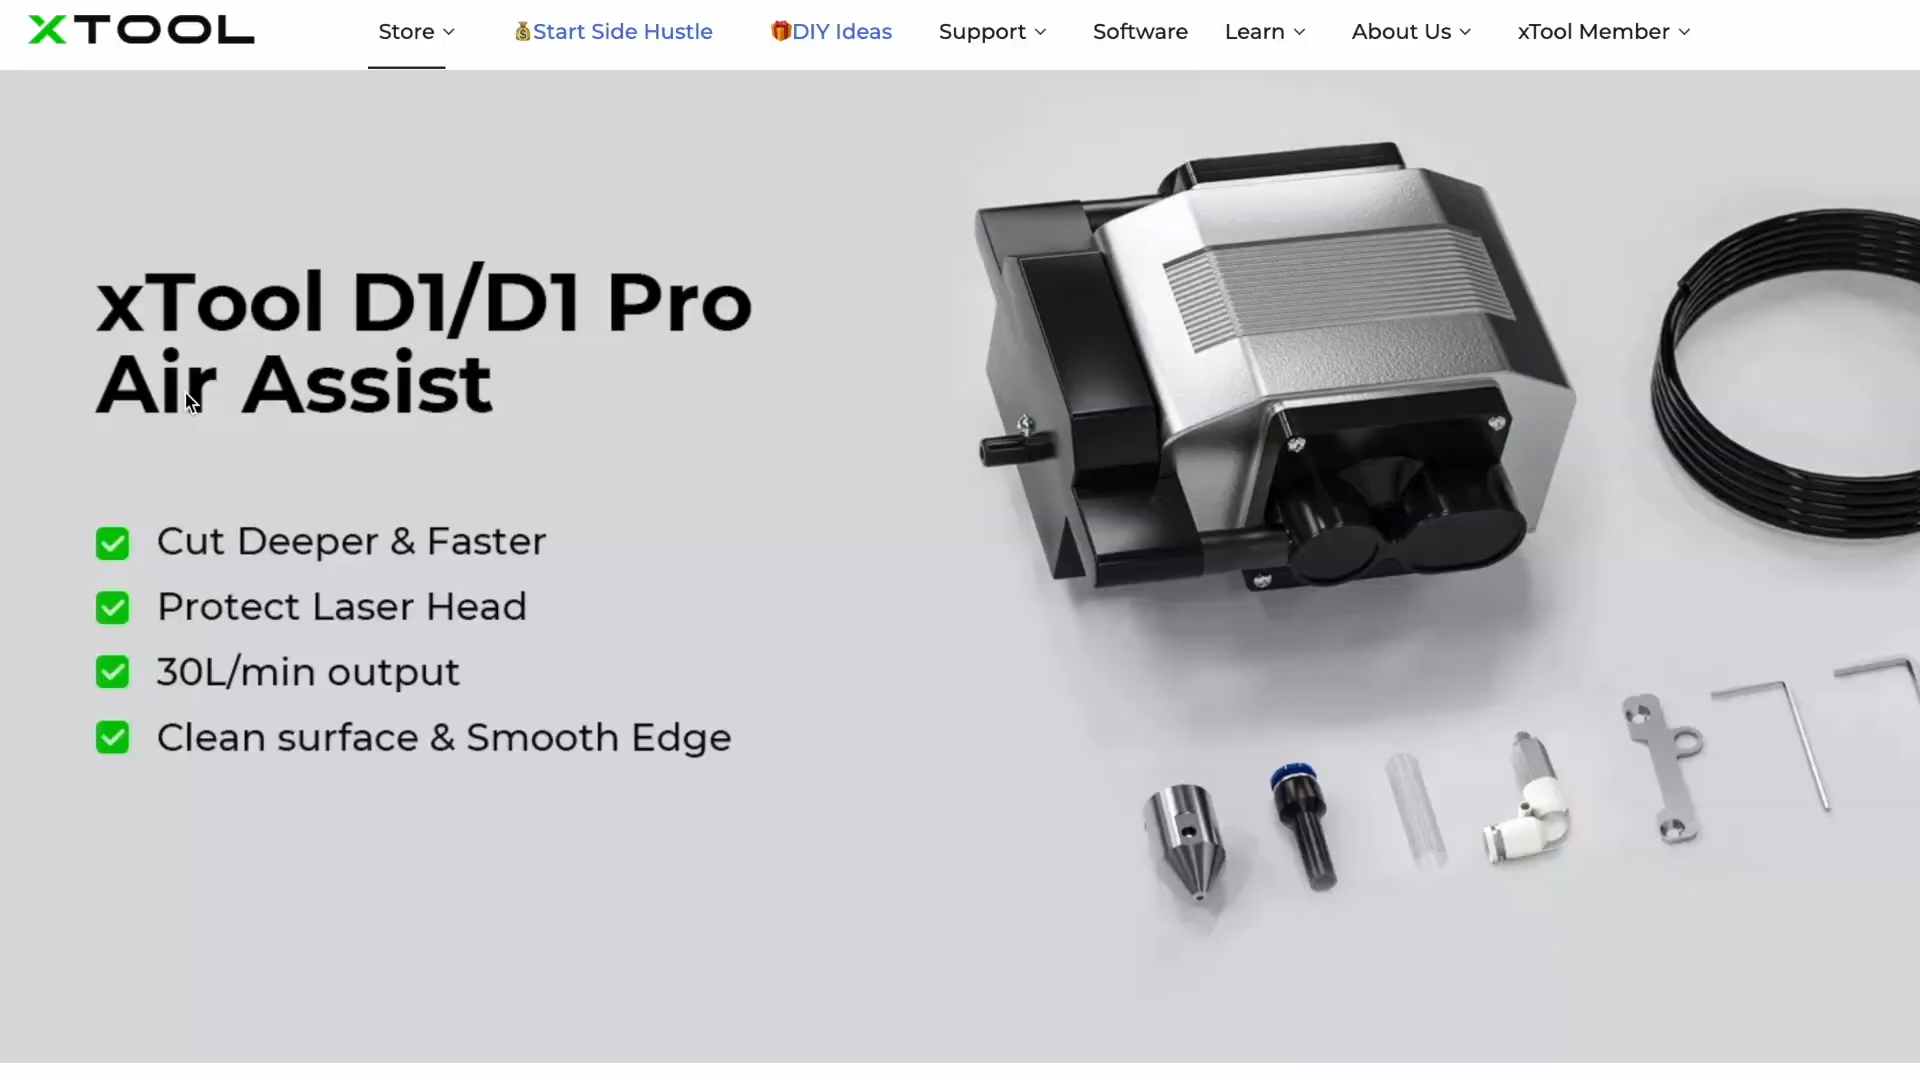 XTOOL
Store
💰Start Side Hustle
🎁DIY Ideas
Support
Software
Learn
About Us
xTool Member
xTool D1/D1 Pro
Air Assist
Cut Deeper & Faster
Protect Laser Head
30L/min output
Clean surface & Smooth Edge